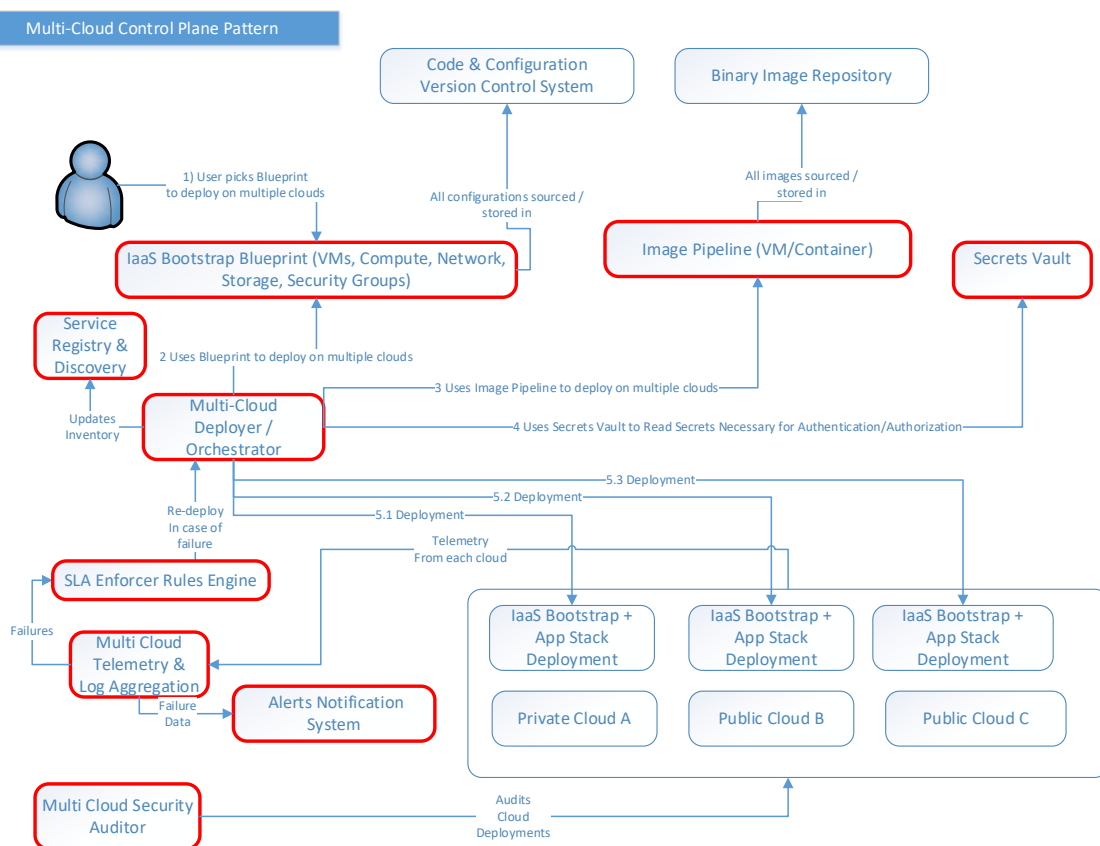 Multi-Cloud Control Plane Pattern
Code & Configuration
Version Control System
Binary Image Repository
1) User picks Blueprint
to deploy on multiple clouds
All configurations sourced /
stored in
All images sourced /
stored in
IaaS Bootstrap Blueprint (VMs, Compute, Network,
Storage, Security Groups)
Image Pipeline (VM/Container)
Secrets Vault
Service
Registry &
Discovery
2 Uses Blueprint to deploy on multiple clouds
3 Uses Image Pipeline to deploy on multiple clouds
Updates
Inventory
Multi-Cloud
Deployer /
Orchestrator
4 Uses Secrets Vault to Read Secrets Necessary for Authentication/Authorization
5.3 Deployment
5.2 Deployment
5.1 Deployment
Re-deploy
In case of
failure
Telemetry
From each cloud
SLA Enforcer Rules Engine
Failures
Multi Cloud
Telemetry &
Log Aggregation
Failure
Data
Alerts Notification
System
IaaS Bootstrap +
App Stack
Deployment
IaaS Bootstrap +
App Stack
Deployment
IaaS Bootstrap +
App Stack
Deployment
Private Cloud A
Public Cloud B
Public Cloud C
Multi Cloud Security
Auditor
Audits
Cloud
Deployments